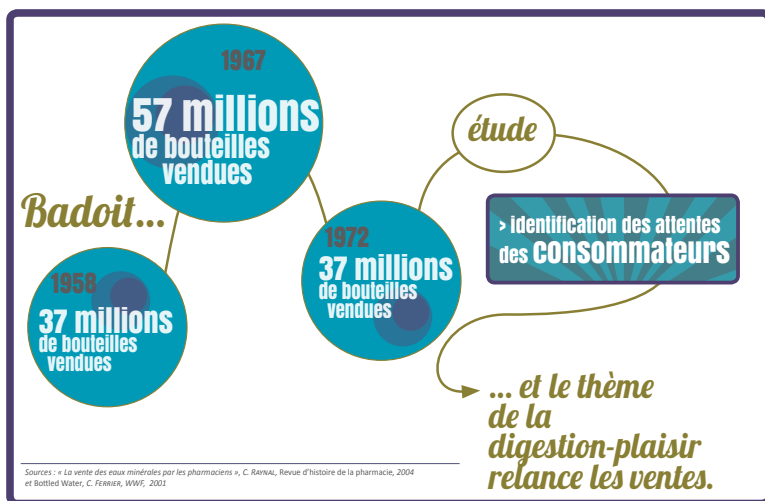 Badoit...
1958
37 millions
de bouteilles
vendues
1967
57 millions
de bouteilles
vendues
1972
37 millions
de bouteilles
vendues
étude
> identification des attentes
des consommateurs
... et le thème
de la
digestion-plaisir
relance les ventes.
Sources : « La vente des eaux minérales par les pharmaciens », C. RAYNAL, Revue d'histoire de la pharmacie, 2004
et Bottled Water, C. FERRIER, WWF, 2001